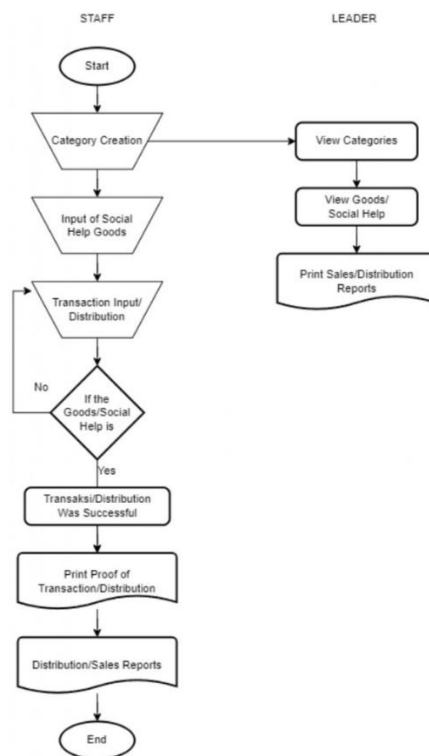 STAFF
LEADER
Start
Category Creation
View Categories
Input of Social
Help Goods
View Goods/
Social Help
Transaction Input/
Distribution
Print Sales/Distribution
Reports
No
If the
Goods/Social
Help is
Yes
Transaksi/Distribution
Was Successful
Print Proof of
Transaction/Distribution
Distribution/Sales Reports
End